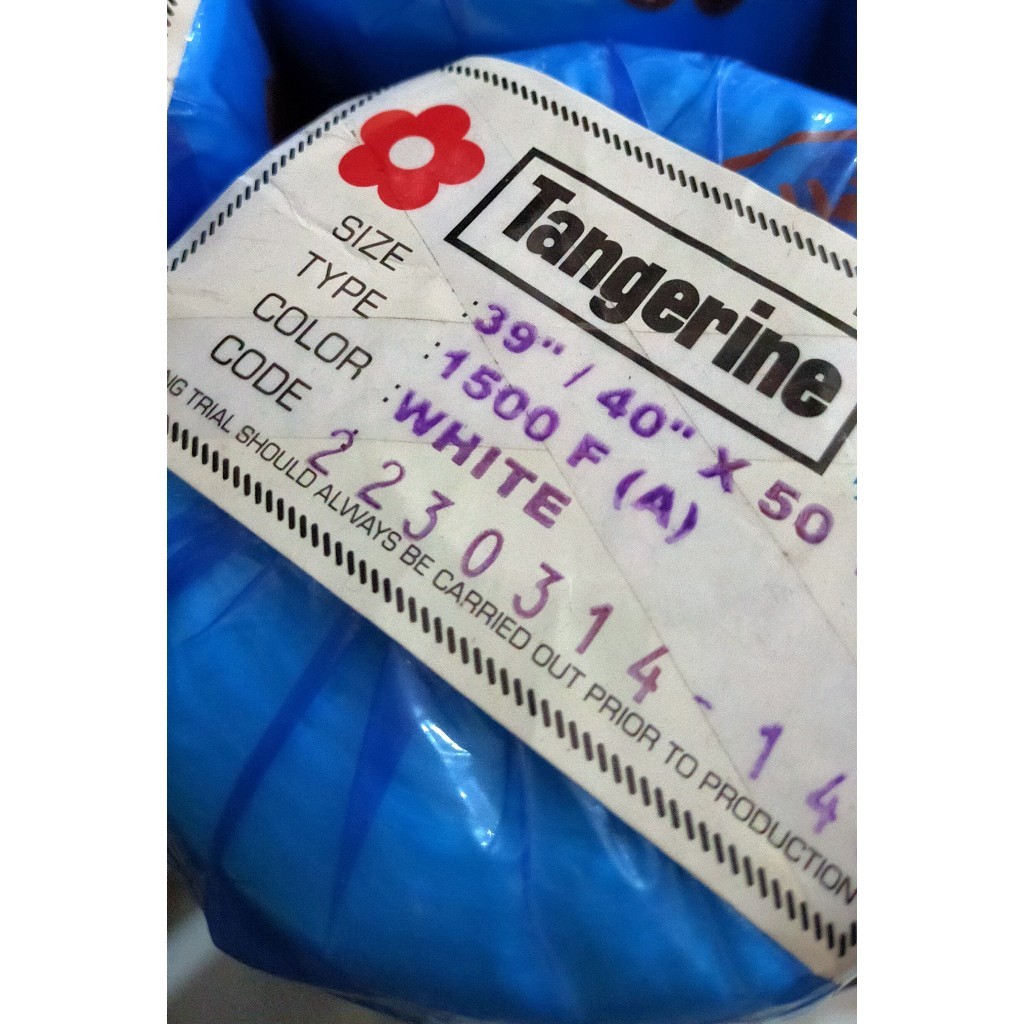 Tangerine
SIZE : 39" / 40" X 50
TYPE : 1500 F (A)
COLOR : WHITE
CODE : 2230314-14
TRIAL SHOULD ALWAYS BE CARRIED OUT PRIOR TO PRODUCTION